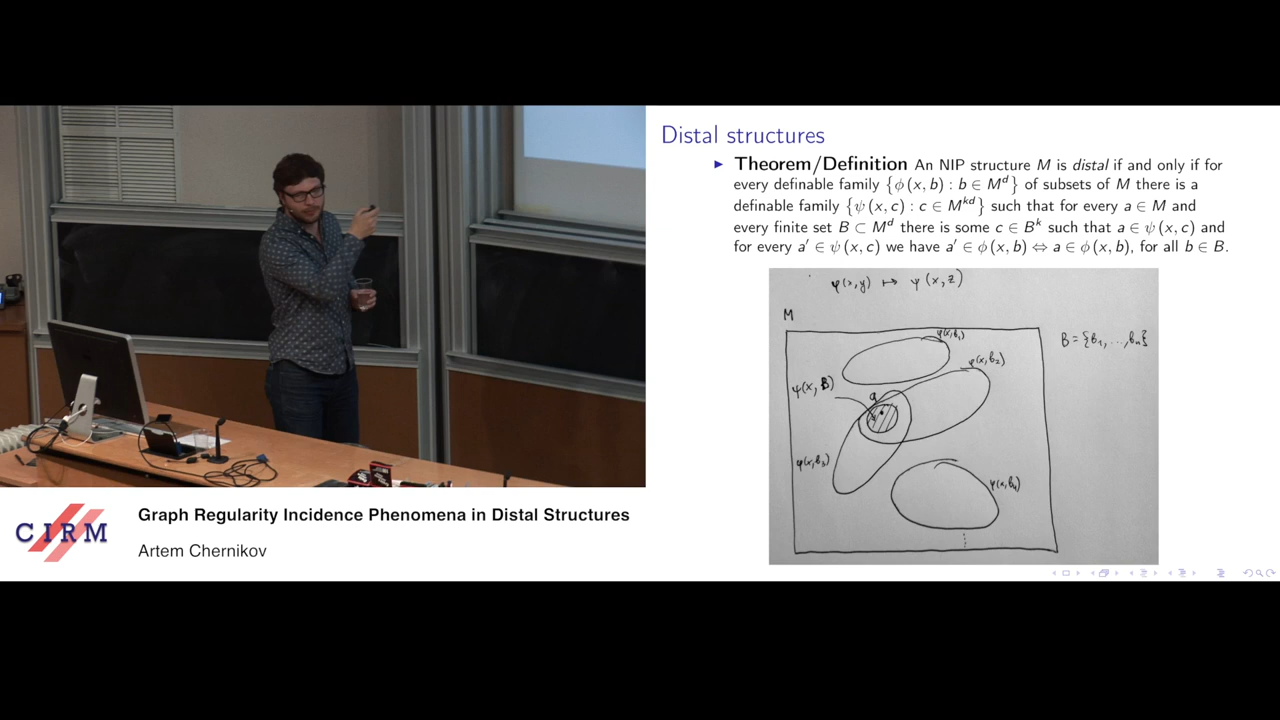 Distal structures
▶ Theorem/Definition An NIP structure M is distal if and only if for
every definable family {ϕ(x, b) : b ∈ M^d} of subsets of M there is a
definable family {ψ(x, c) : c ∈ M^{kd}} such that for every a ∈ M and
every finite set B ⊂ M^d there is some c ∈ B^k such that a ∈ ψ(x, c) and
for every a′ ∈ ψ(x, c) we have a′ ∈ ϕ(x, b) ⇔ a ∈ ϕ(x, b), for all b ∈ B.
φ(x,y) ↦ ψ(x,z)
M
φ(x,b₁)
B = {b₁, ..., bₙ}
φ(x,b₂)
ψ(x, B)
a
φ(x,b₃)
φ(x,b₄)
⋮
CIRM
Graph Regularity Incidence Phenomena in Distal Structures
Artem Chernikov